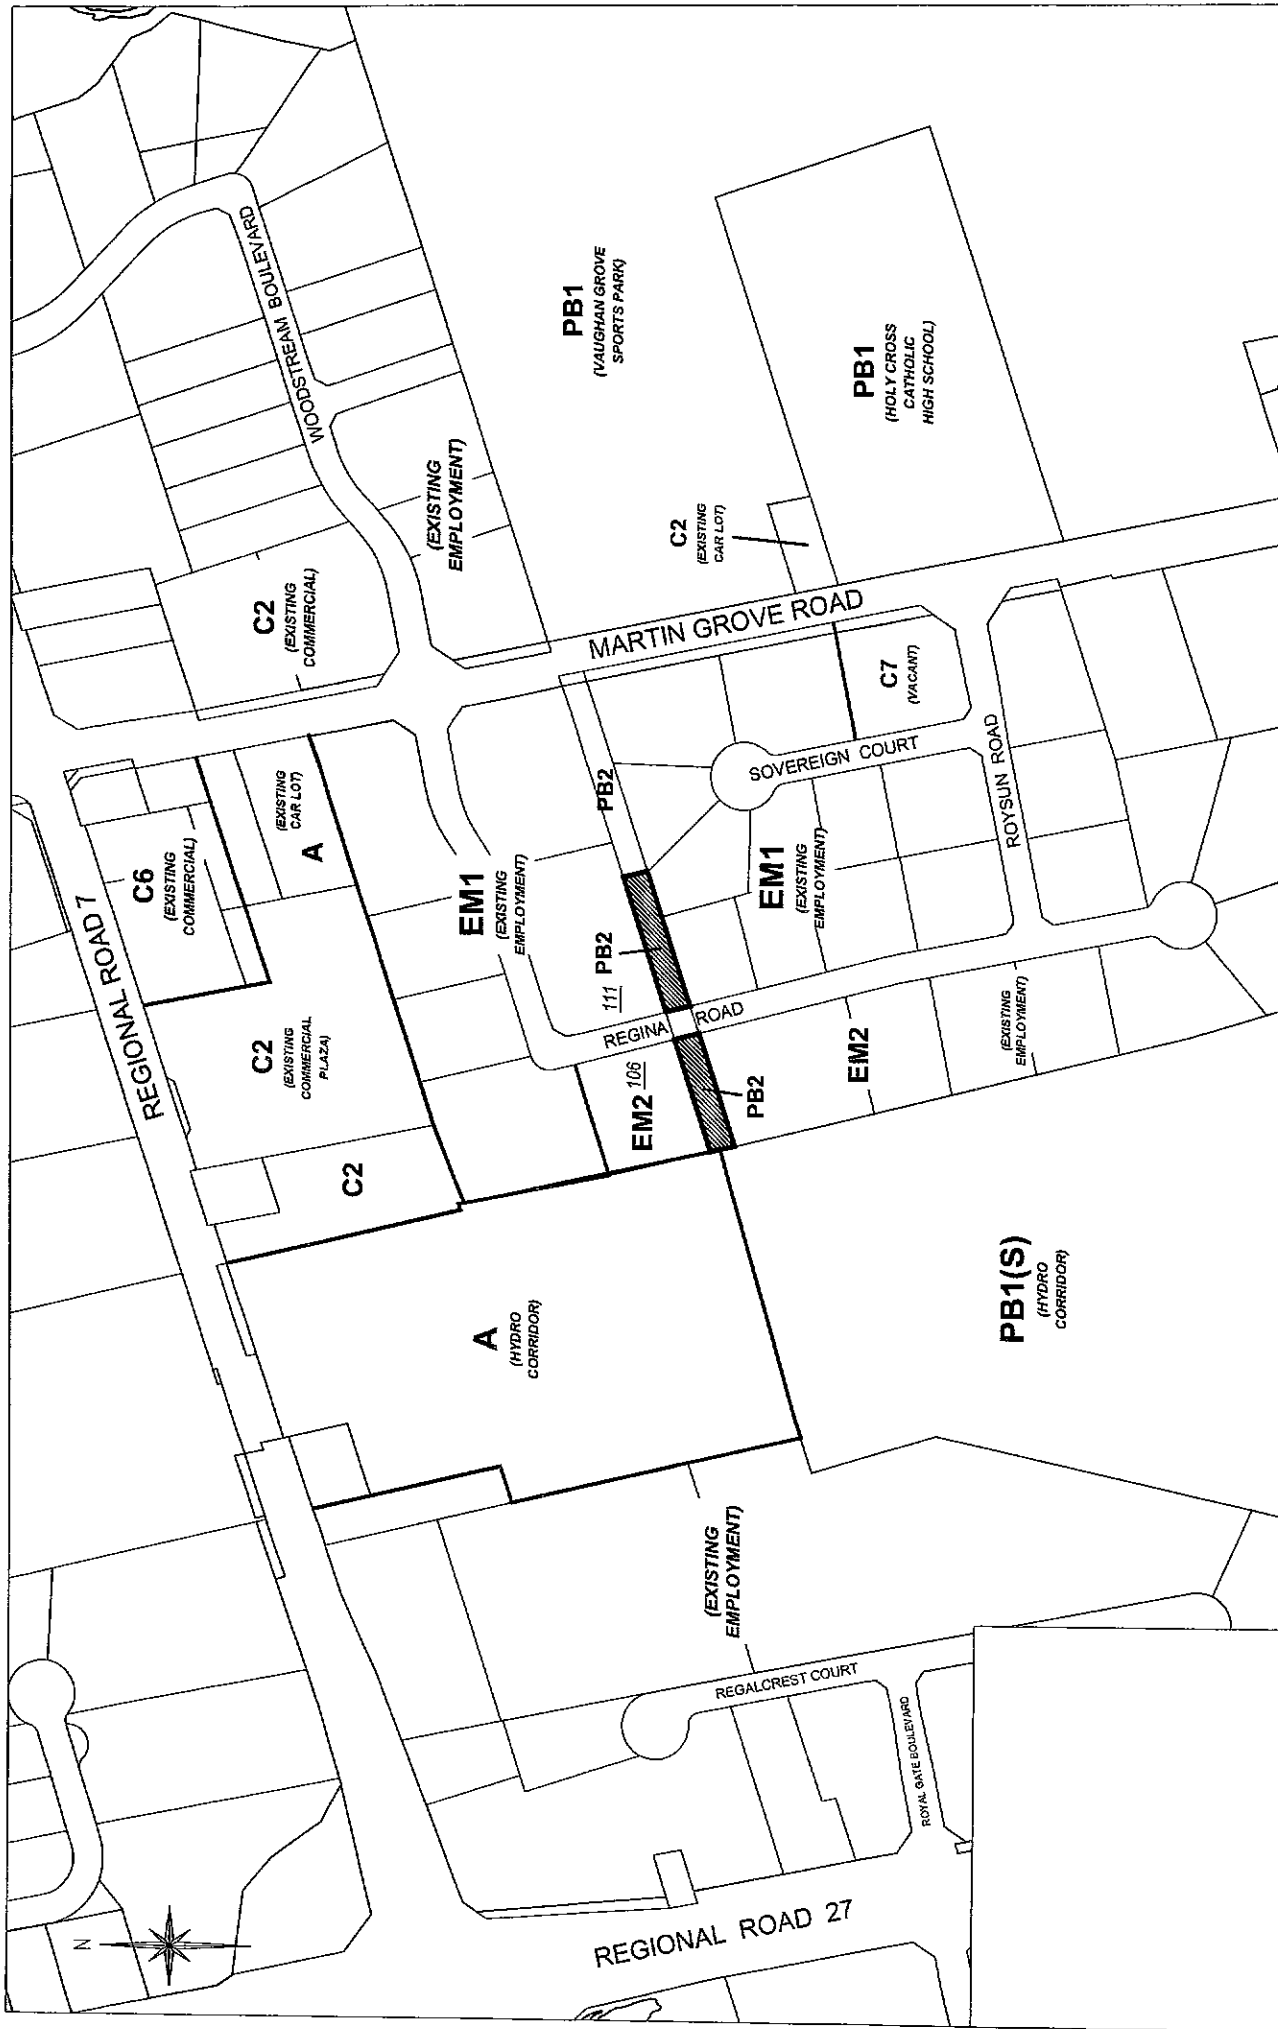 WOODSTREAM BOULEVARD
PB1
(VAUGHAN GROVE
SPORTS PARK)
PB1
(HOLY CROSS
CATHOLIC
HIGH SCHOOL)
(EXISTING
EMPLOYMENT)
C2
(EXISTING
CAR LOT)
C2
(EXISTING
COMMERCIAL)
MARTIN GROVE ROAD
C7
(VACANT)
SOVEREIGN COURT
ROYSUN ROAD
REGIONAL ROAD 7
C6
(EXISTING
COMMERCIAL)
(EXISTING
CAR LOT)
A
EM1
(EXISTING
EMPLOYMENT)
PB2
EM1
(EXISTING
EMPLOYMENT)
111
PB2
REGINA ROAD
C2
(EXISTING
COMMERCIAL
PLAZA)
EM2
106
PB2
EM2
(EXISTING
EMPLOYMENT)
C2
A
(HYDRO
CORRIDOR)
PB1(S)
(HYDRO
CORRIDOR)
(EXISTING
EMPLOYMENT)
REGALCREST COURT
ROYAL GATE BOULEVARD
REGIONAL ROAD 27
N